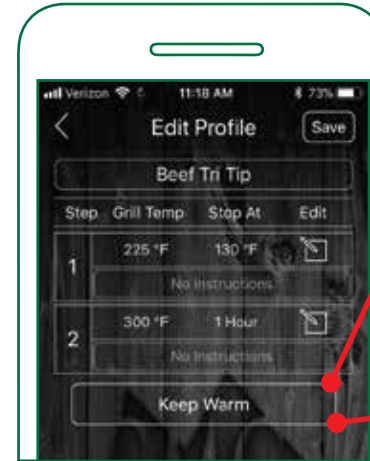 Verizon 11:18 AM 73%
Edit Profile Save
Beef Tri Tip
Step Grill Temp Stop At Edit
1 225 °F 130 °F
No Instructions
2 300 °F 1 Hour
No Instructions
Keep Warm